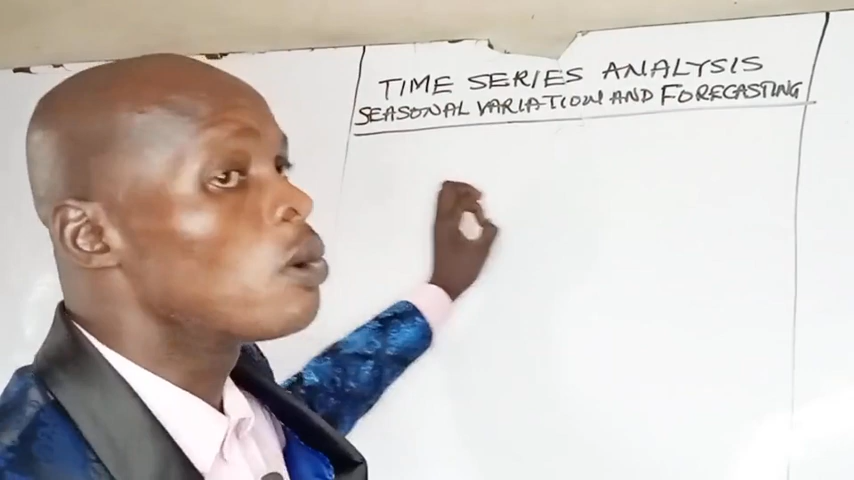 TIME SERIES ANALYSIS
SEASONAL VARIATION AND FORECASTING